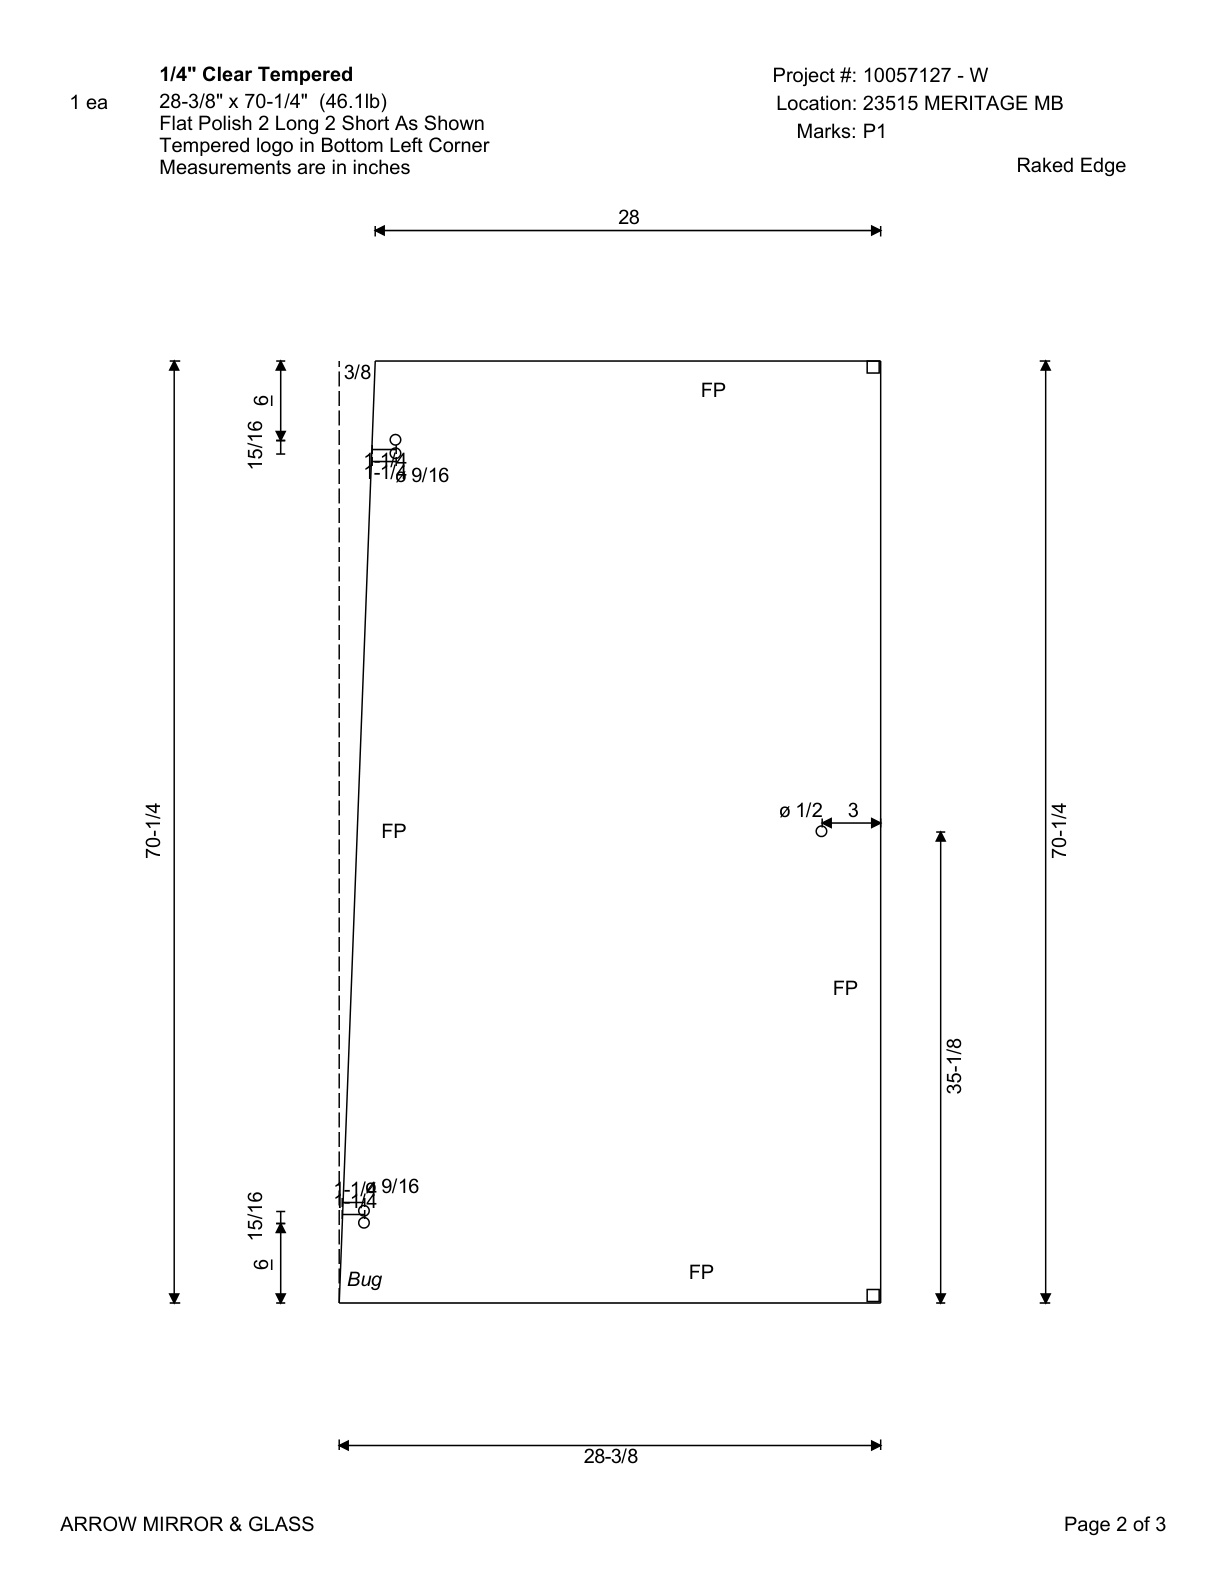 1/4" Clear Tempered
1 ea
28-3/8" x 70-1/4" (46.1lb)
Flat Polish 2 Long 2 Short As Shown
Tempered logo in Bottom Left Corner
Measurements are in inches
Project #: 10057127 - W
Location: 23515 MERITAGE MB
Marks: P1
Raked Edge
28
3/8
FP
6
15/16
1-1/4
1-1/4
ø 9/16
70-1/4
FP
ø 1/2
3
70-1/4
FP
35-1/8
1-1/4
ø 9/16
1-1/4
15/16
6
Bug
FP
28-3/8
ARROW MIRROR & GLASS
Page 2 of 3